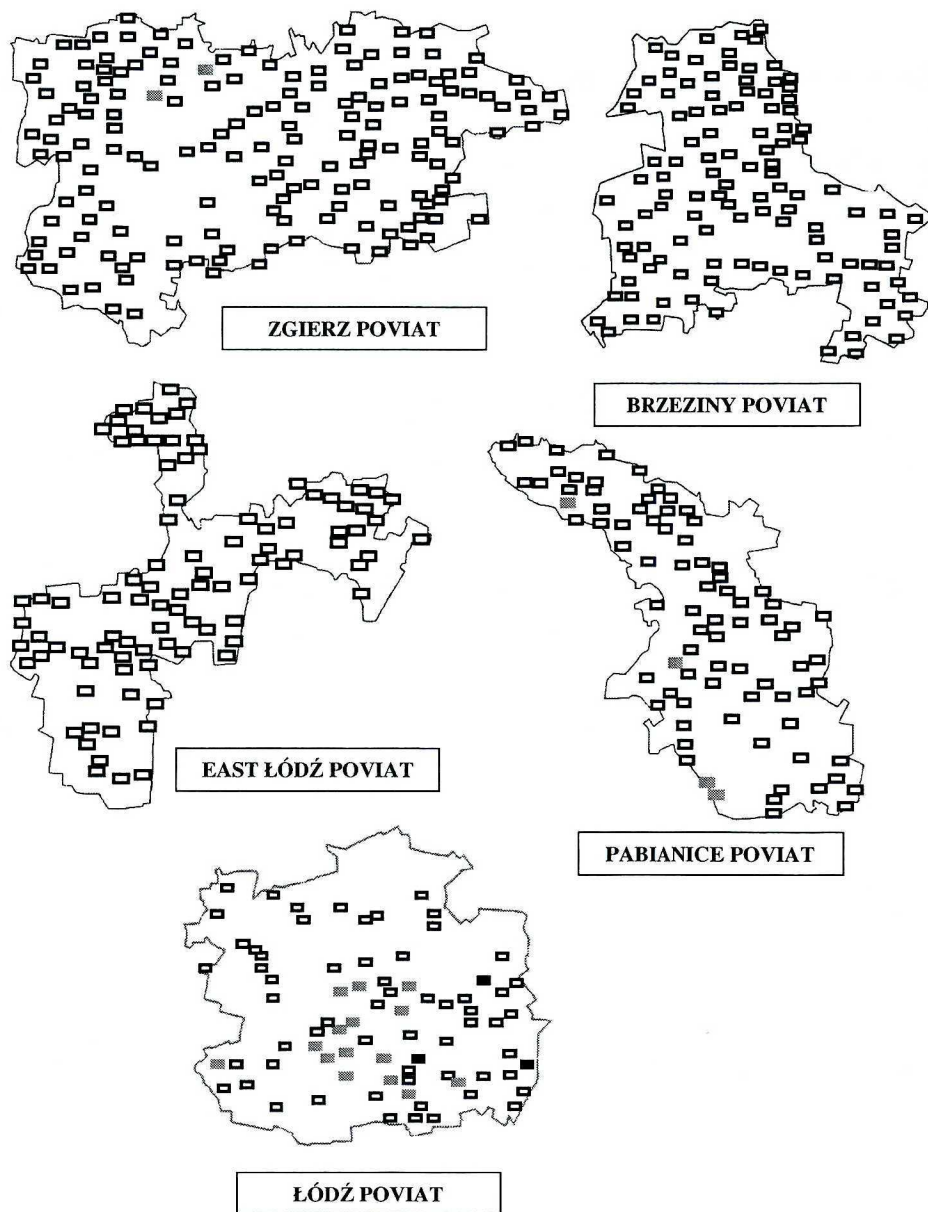 ZGIERZ POVIAT
BRZEZINY POVIAT
EAST ŁÓDŹ POVIAT
PABIANICE POVIAT
ŁÓDŹ POVIAT